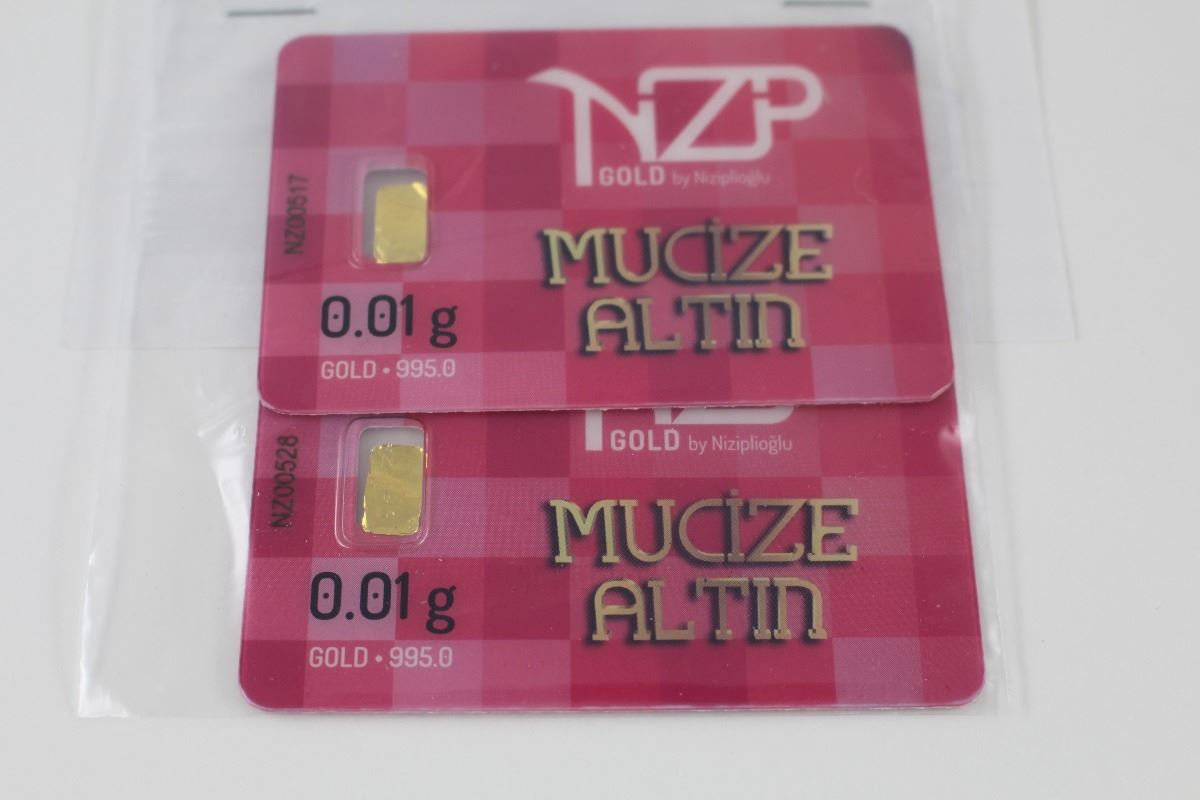 NZP
GOLD by Niziplioğlu
NZ00517
MUCİZE
ALTIN
0.01 g
GOLD • 995.0
NZP
GOLD by Niziplioğlu
NZ00528
MUCİZE
ALTIN
0.01 g
GOLD • 995.0